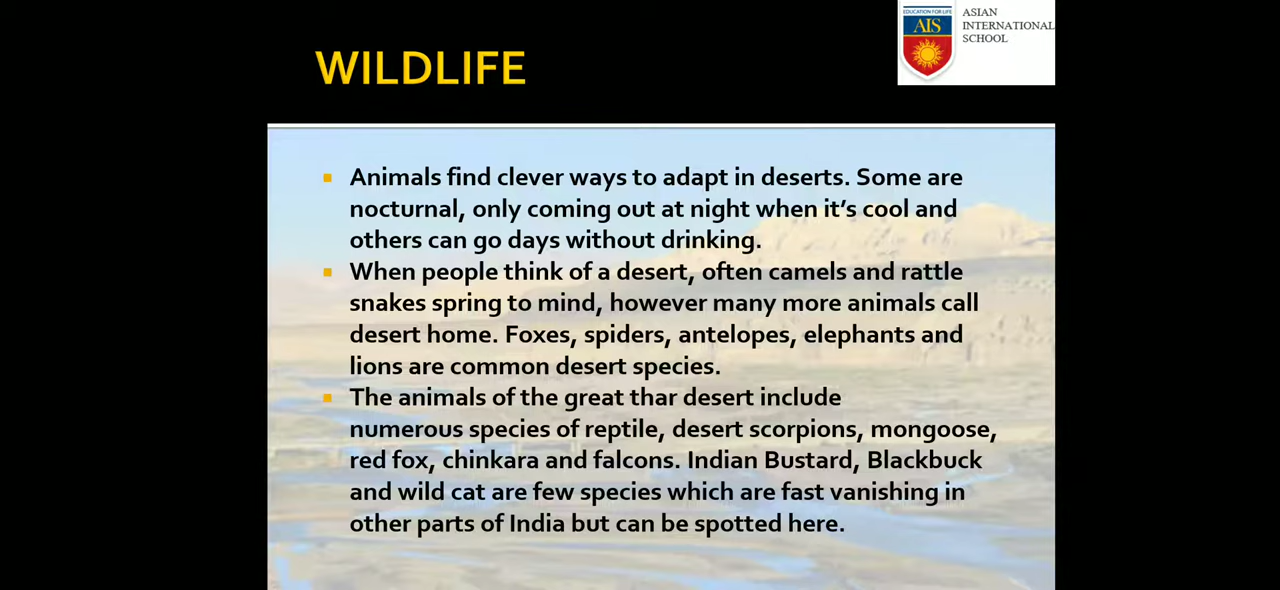 EDUCATION FOR LIFE
AIS
ASIAN
INTERNATIONAL
SCHOOL
WILDLIFE
▪ Animals find clever ways to adapt in deserts. Some are
nocturnal, only coming out at night when it's cool and
others can go days without drinking.
▪ When people think of a desert, often camels and rattle
snakes spring to mind, however many more animals call
desert home. Foxes, spiders, antelopes, elephants and
lions are common desert species.
▪ The animals of the great thar desert include
numerous species of reptile, desert scorpions, mongoose,
red fox, chinkara and falcons. Indian Bustard, Blackbuck
and wild cat are few species which are fast vanishing in
other parts of India but can be spotted here.